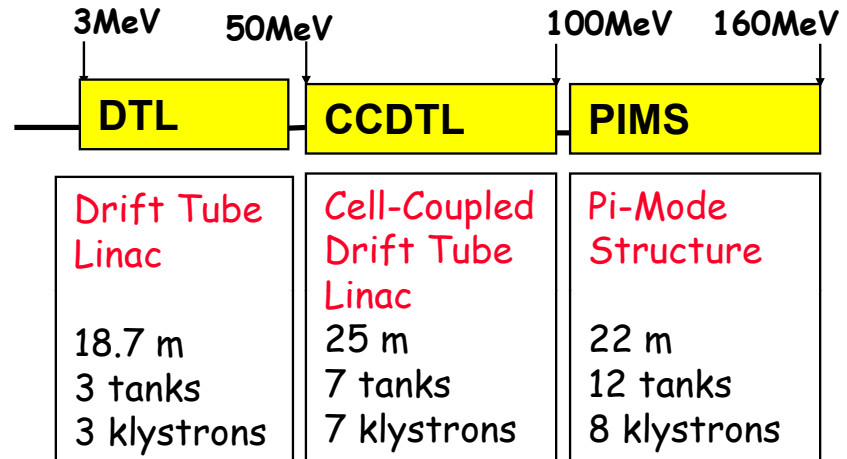 3MeV
50MeV
100MeV
160MeV
DTL
CCDTL
PIMS
Drift Tube
Linac
18.7 m
3 tanks
3 klystrons
Cell-Coupled
Drift Tube
Linac
25 m
7 tanks
7 klystrons
Pi-Mode
Structure
22 m
12 tanks
8 klystrons